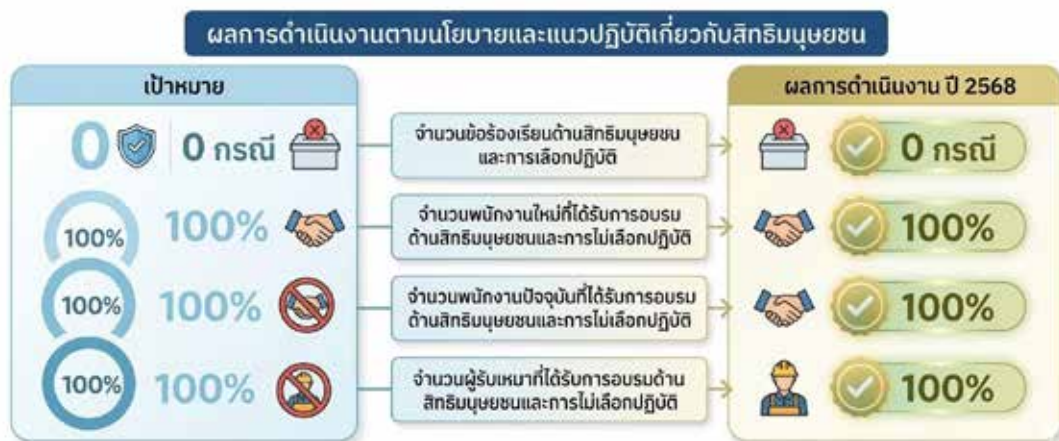 ผลการดำเนินงานตามนโยบายและแนวปฏิบัติเกี่ยวกับสิทธิมนุษยชน
เป้าหมาย
ผลการดำเนินงาน ปี 2568
0
0 กรณี
จำนวนข้อร้องเรียนด้านสิทธิมนุษยชน
และการเลือกปฏิบัติ
0 กรณี
100%
100%
จำนวนพนักงานใหม่ที่ได้รับการอบรม
ด้านสิทธิมนุษยชนและการไม่เลือกปฏิบัติ
100%
100%
100%
จำนวนพนักงานปัจจุบันที่ได้รับการอบรม
ด้านสิทธิมนุษยชนและการไม่เลือกปฏิบัติ
100%
100%
100%
จำนวนผู้รับเหมาที่ได้รับการอบรมด้าน
สิทธิมนุษยชนและการไม่เลือกปฏิบัติ
100%